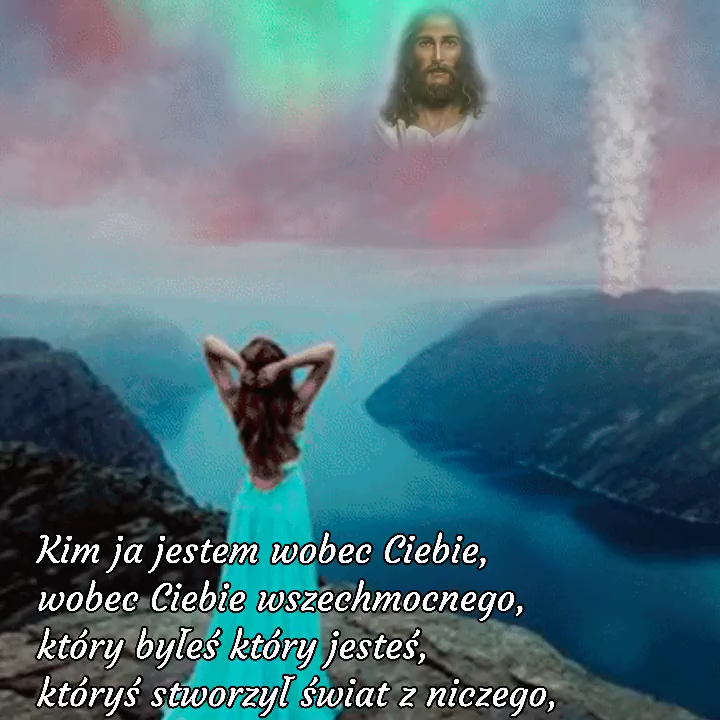 Kim ja jestem wobec Ciebie,
wobec Ciebie wszechmocnego,
który byłeś który jesteś,
któryś stworzył świat z niczego,